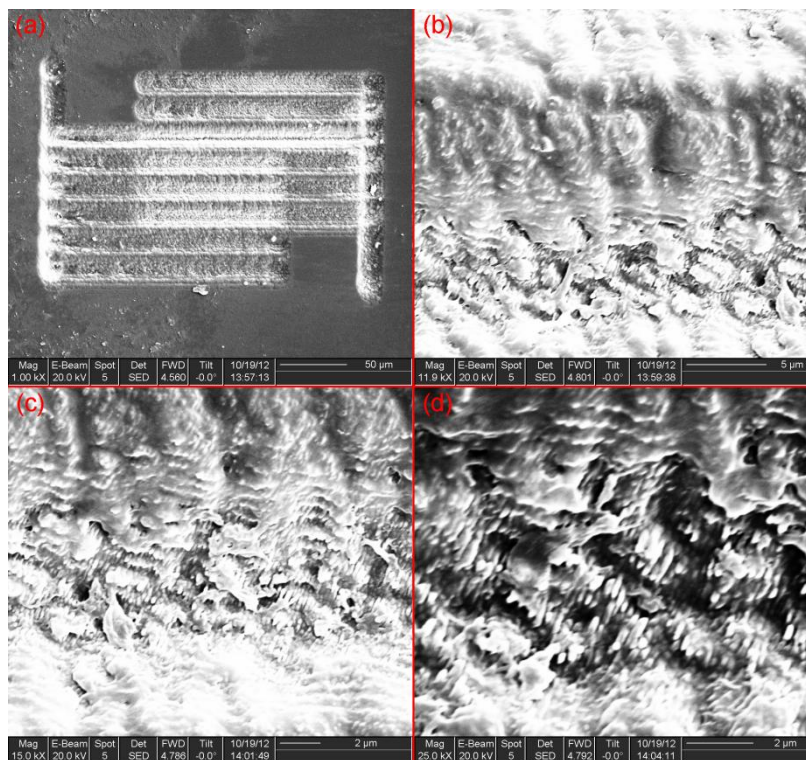 (a)
Mag E-Beam Spot Det FWD Tilt 10/19/12 50 µm
1.00 kX 20.0 kV 5 SED 4.560 -0.0° 13:57:13
(b)
Mag E-Beam Spot Det FWD Tilt 10/19/12 5 µm
11.9 kX 20.0 kV 5 SED 4.801 -0.0° 13:59:38
(c)
Mag E-Beam Spot Det FWD Tilt 10/19/12 2 µm
15.0 kX 20.0 kV 5 SED 4.786 -0.0° 14:01:49
(d)
Mag E-Beam Spot Det FWD Tilt 10/19/12 2 µm
25.0 kX 20.0 kV 5 SED 4.792 -0.0° 14:04:11